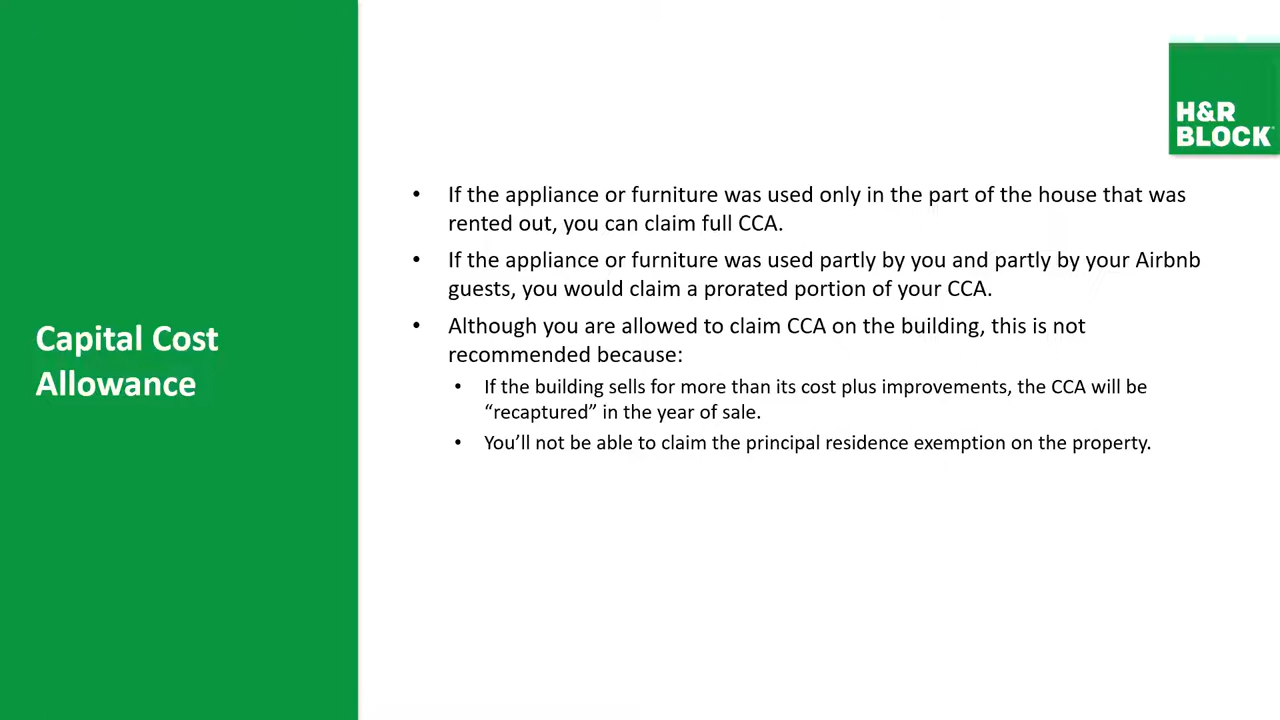 H&R
BLOCK
Capital Cost
Allowance
• If the appliance or furniture was used only in the part of the house that was
rented out, you can claim full CCA.
• If the appliance or furniture was used partly by you and partly by your Airbnb
guests, you would claim a prorated portion of your CCA.
• Although you are allowed to claim CCA on the building, this is not
recommended because:
• If the building sells for more than its cost plus improvements, the CCA will be
“recaptured” in the year of sale.
• You’ll not be able to claim the principal residence exemption on the property.